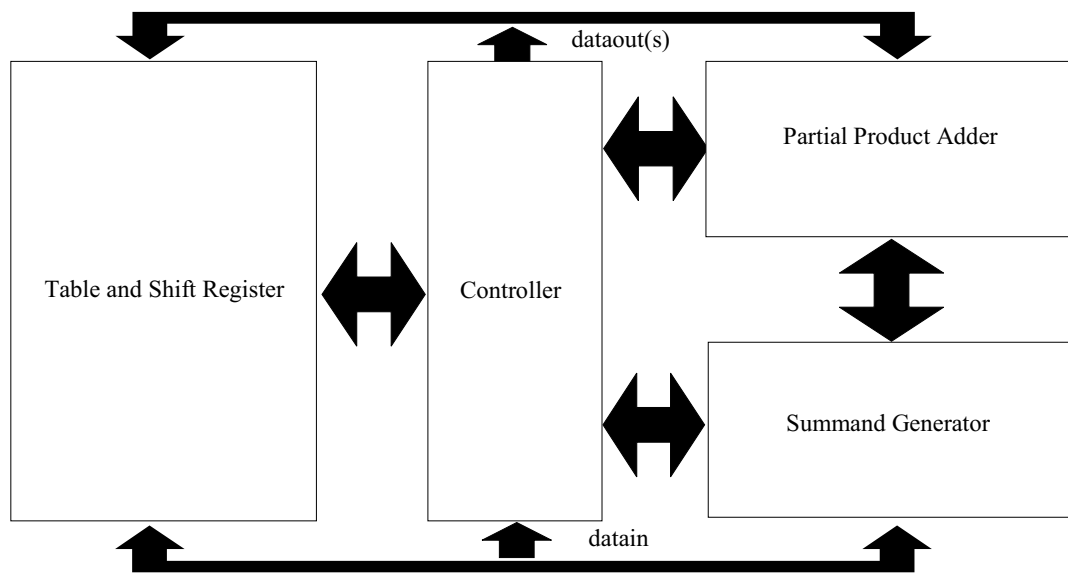 dataout(s)
Partial Product Adder
Table and Shift Register
Controller
Summand Generator
datain